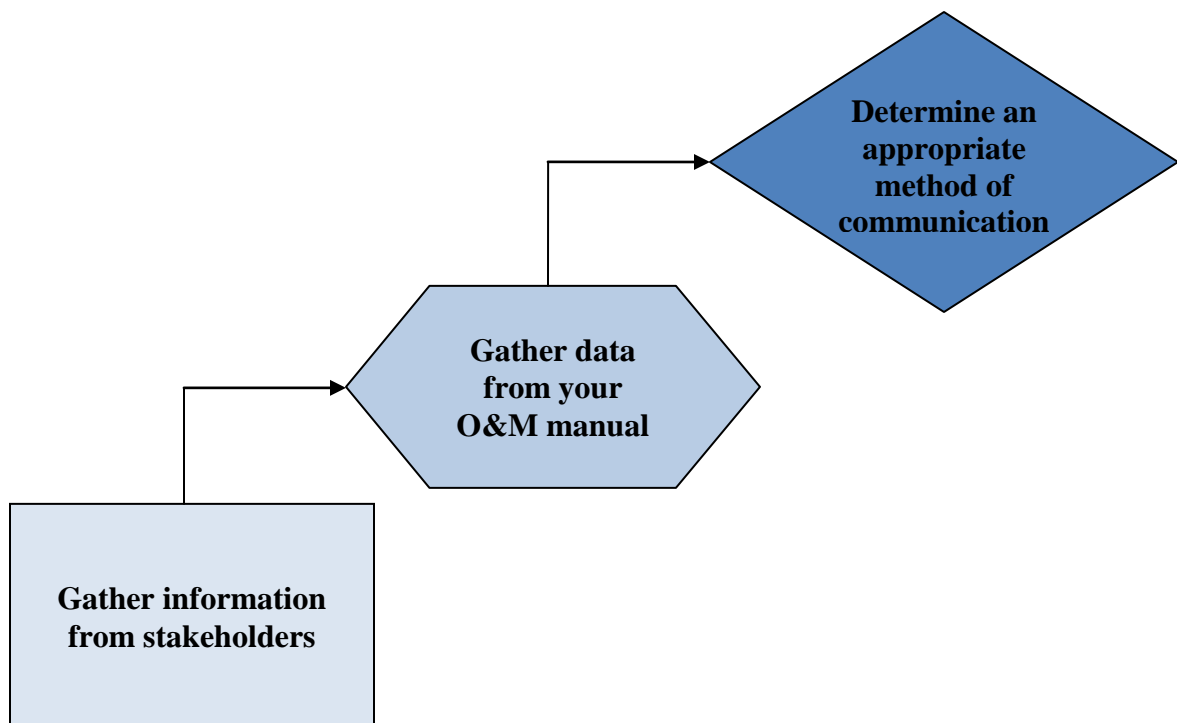 Determine an
appropriate
method of
communication
Gather data
from your
O&M manual
Gather information
from stakeholders